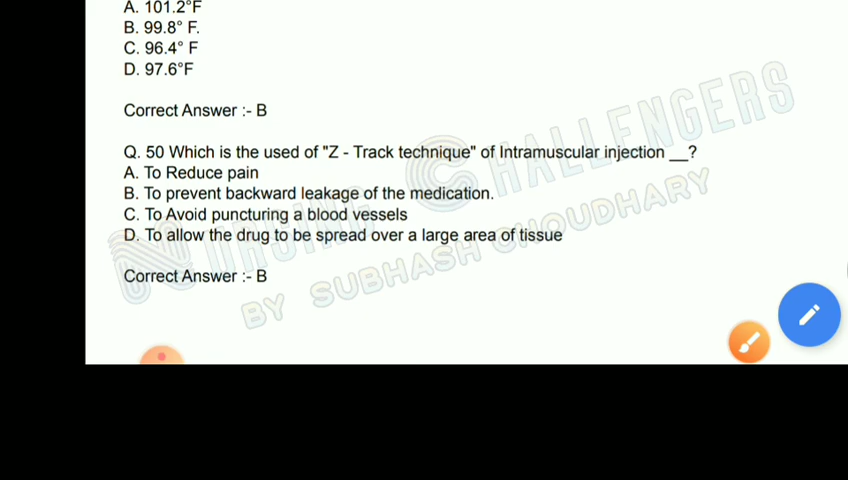 A. 101.2°F
B. 99.8° F.
C. 96.4° F
D. 97.6°F
Correct Answer :- B
Q. 50 Which is the used of "Z - Track technique" of Intramuscular injection __?
A. To Reduce pain
B. To prevent backward leakage of the medication.
C. To Avoid puncturing a blood vessels
D. To allow the drug to be spread over a large area of tissue
Correct Answer :- B
NURSING CHALLENGERS
BY SUBHASH CHOUDHARY